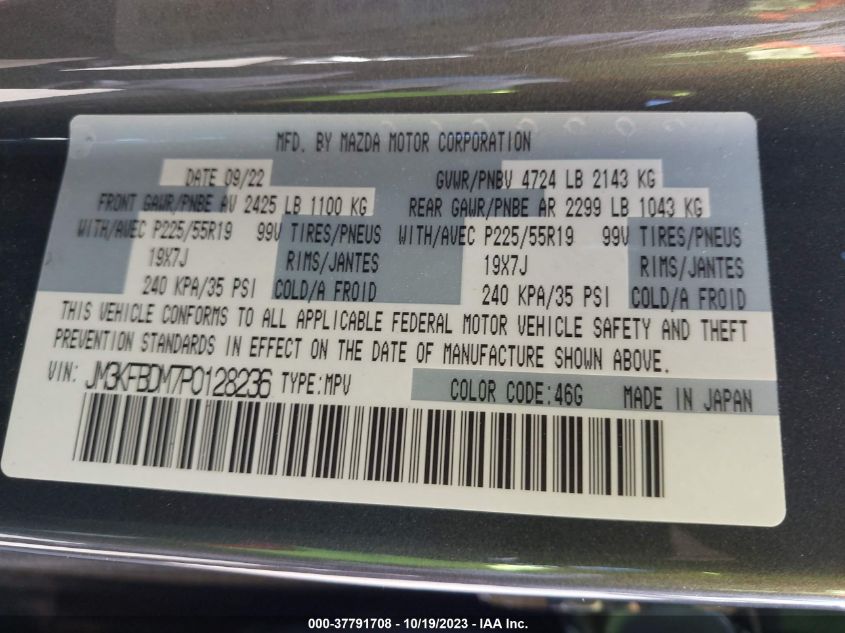 MFD. BY MAZDA MOTOR CORPORATION
DATE 09/22 GVWR/PNBV 4724 LB 2143 KG
FRONT GAWR/PNBE AV 2425 LB 1100 KG REAR GAWR/PNBE AR 2299 LB 1043 KG
WITH/AVEC P225/55R19 99V TIRES/PNEUS WITH/AVEC P225/55R19 99V TIRES/PNEUS
19X7J RIMS/JANTES 19X7J RIMS/JANTES
240 KPA/35 PSI COLD/A FROID 240 KPA/35 PSI COLD/A FROID
THIS VEHICLE CONFORMS TO ALL APPLICABLE FEDERAL MOTOR VEHICLE SAFETY AND THEFT
PREVENTION STANDARDS IN EFFECT ON THE DATE OF MANUFACTURE SHOWN ABOVE.
VIN: JM3KFBDM7P0128236 TYPE:MPV COLOR CODE:46G MADE IN JAPAN
000-37791708 - 10/19/2023 - IAA Inc.